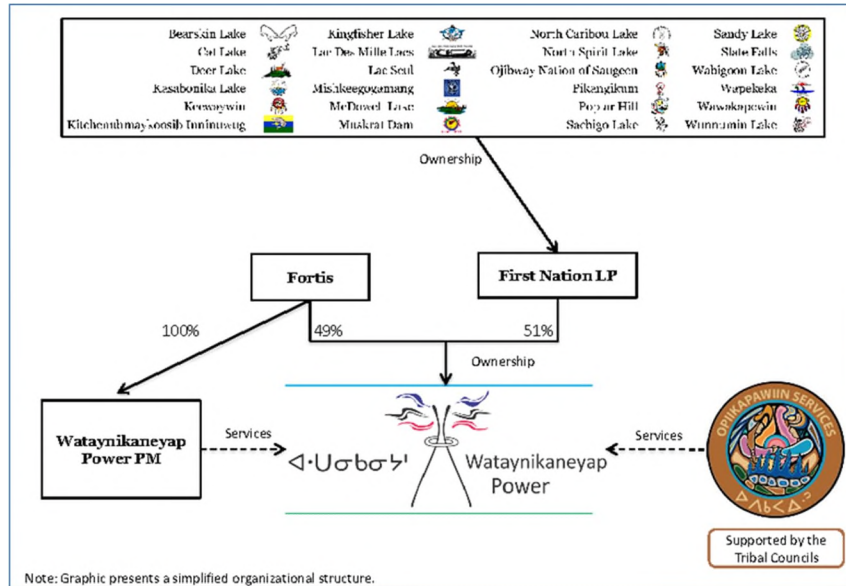 Bearskin Lake
Kingfisher Lake
North Caribou Lake
Sandy Lake
Cat Lake
Lac Des Mille Lacs
North Spirit Lake
Slate Falls
Deer Lake
Lac Seul
Ojibway Nation of Saugeen
Wabigoon Lake
Kasabonika Lake
Mishkeegogamang
Pikangikum
Wapekeka
Keewaywin
McDowell Lake
Poplar Hill
Wawakapewin
Kitchenuhmaykoosib Inninuwug
Muskrat Dam
Sachigo Lake
Wunnumin Lake
Ownership
Fortis
First Nation LP
100%
49%
51%
Ownership
Wataynikaneyap
Power PM
Services
ᐊᐧᑌᓂᑲᓂᔭᑊ
Wataynikaneyap
Power
Services
OPIIKAPAWIIN SERVICES
Supported by the
Tribal Councils
Note: Graphic presents a simplified organizational structure.